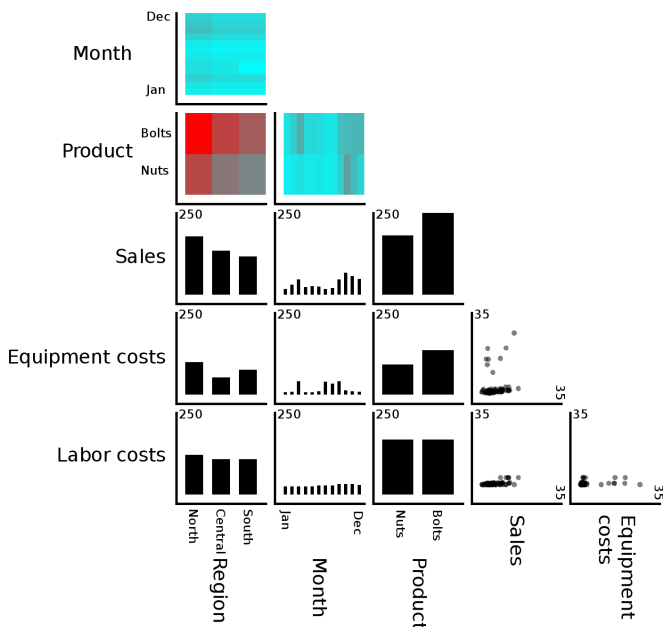 Dec
Month
Jan
Bolts
Product
Nuts
250
250
250
Sales
250
250
250
35
Equipment costs
35
250
250
250
35
35
Labor costs
35
35
North
Central
South
Region
Jan
Dec
Month
Nuts
Bolts
Product
Sales
Equipment
costs